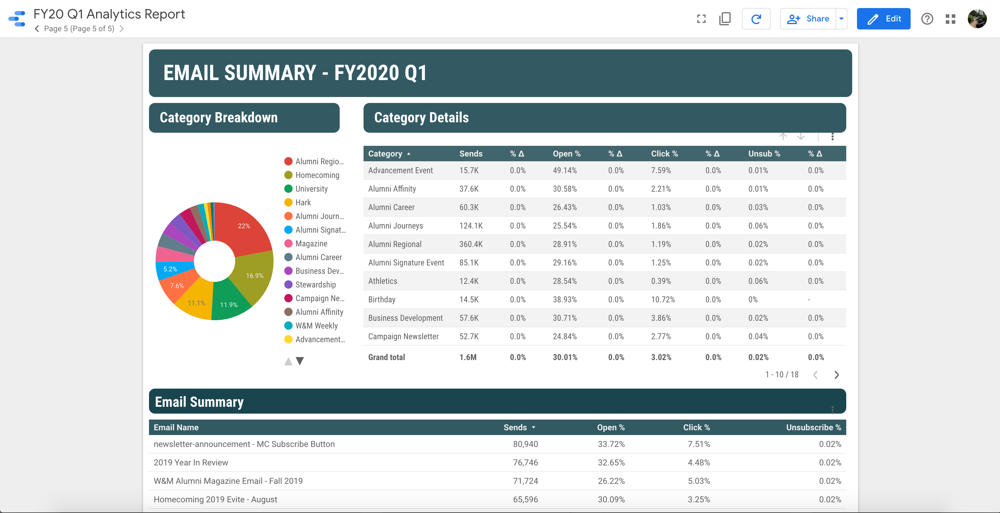 FY20 Q1 Analytics Report
Page 5 (Page 5 of 5)
Share
Edit
EMAIL SUMMARY - FY2020 Q1
Category Breakdown
22%
16.9%
11.9%
11.1%
7.6%
5.2%
Alumni Regio...
Homecoming
University
Hark
Alumni Journ...
Alumni Signat...
Magazine
Alumni Career
Business Dev...
Stewardship
Campaign Ne...
Alumni Affinity
W&M Weekly
Advancement...
Category Details
Category Sends % Δ Open % % Δ Click % % Δ Unsub % % Δ
Advancement Event 15.7K 0.0% 49.14% 0.0% 7.59% 0.0% 0.01% 0.0%
Alumni Affinity 37.6K 0.0% 30.58% 0.0% 2.21% 0.0% 0.01% 0.0%
Alumni Career 60.3K 0.0% 26.43% 0.0% 1.03% 0.0% 0.03% 0.0%
Alumni Journeys 124.1K 0.0% 25.54% 0.0% 1.86% 0.0% 0.06% 0.0%
Alumni Regional 360.4K 0.0% 28.91% 0.0% 1.19% 0.0% 0.02% 0.0%
Alumni Signature Event 85.1K 0.0% 29.16% 0.0% 1.25% 0.0% 0.02% 0.0%
Athletics 12.4K 0.0% 28.54% 0.0% 0.39% 0.0% 0.06% 0.0%
Birthday 14.5K 0.0% 38.93% 0.0% 10.72% 0.0% 0% -
Business Development 57.6K 0.0% 30.71% 0.0% 3.86% 0.0% 0.02% 0.0%
Campaign Newsletter 52.7K 0.0% 24.84% 0.0% 2.77% 0.0% 0.04% 0.0%
Grand total 1.6M 0.0% 30.01% 0.0% 3.02% 0.0% 0.02% 0.0%
1 - 10 / 18
Email Summary
Email Name Sends Open % Click % Unsubscribe %
newsletter-announcement - MC Subscribe Button 80,940 33.72% 7.51% 0.02%
2019 Year In Review 76,746 32.65% 4.48% 0.02%
W&M Alumni Magazine Email - Fall 2019 71,724 26.22% 5.03% 0.02%
Homecoming 2019 Evite - August 65,596 30.09% 3.25% 0.02%